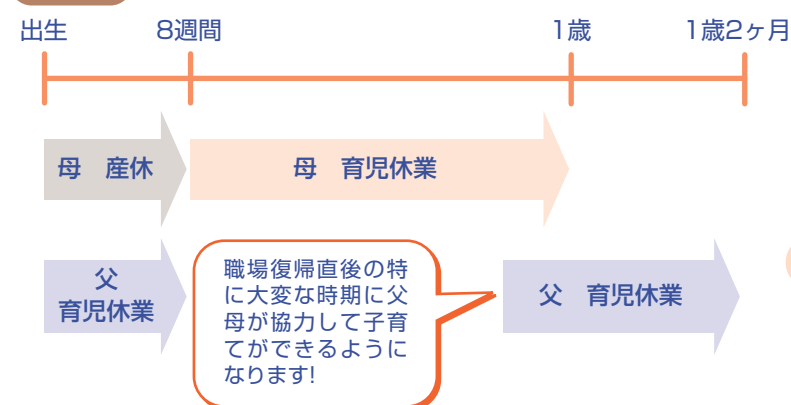 出生 8週間 1歳 1歳2ヶ月
母 産休
母 育児休業
父
育児休業
職場復帰直後の特
に大変な時期に父
母が協力して子育
てができるように
なります!
父 育児休業